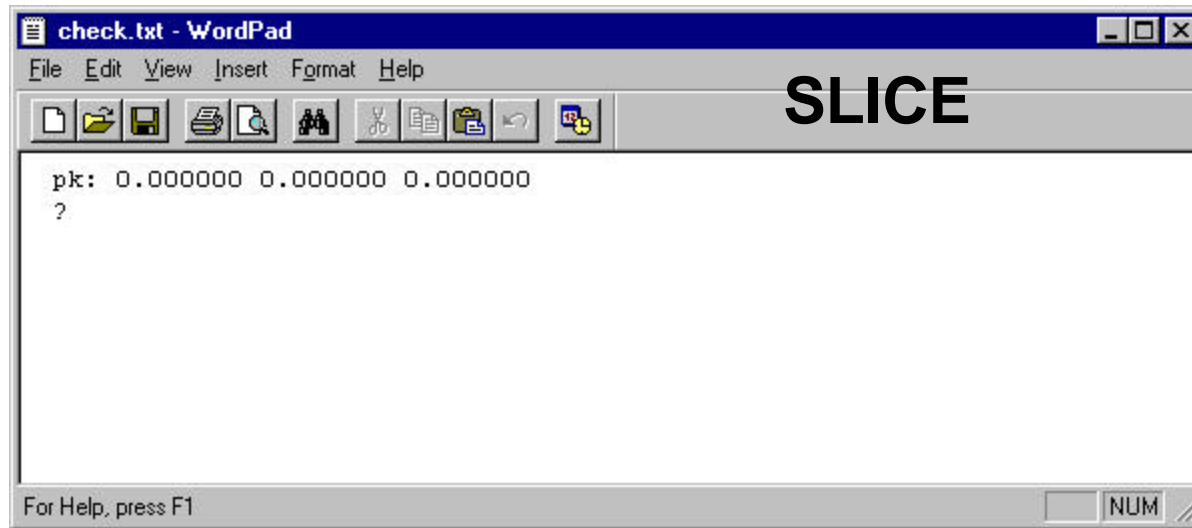 check.txt - WordPad
File Edit View Insert Format Help
SLICE
pk: 0.000000 0.000000 0.000000
?
For Help, press F1
NUM